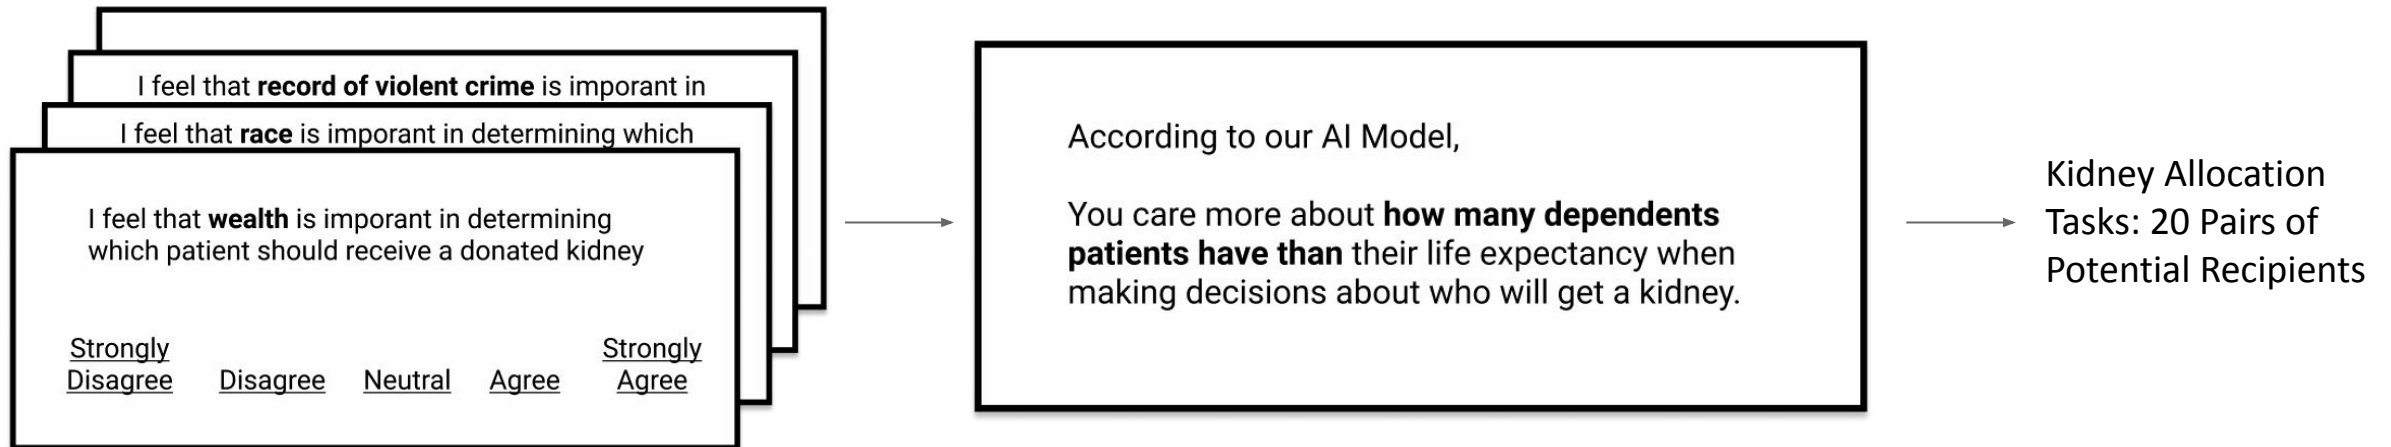 I feel that record of violent crime is imporant in
I feel that race is imporant in determining which
I feel that wealth is imporant in determining
which patient should receive a donated kidney
Strongly Disagree Disagree Neutral Agree Strongly Agree
According to our AI Model,
You care more about how many dependents
patients have than their life expectancy when
making decisions about who will get a kidney.
Kidney Allocation
Tasks: 20 Pairs of
Potential Recipients